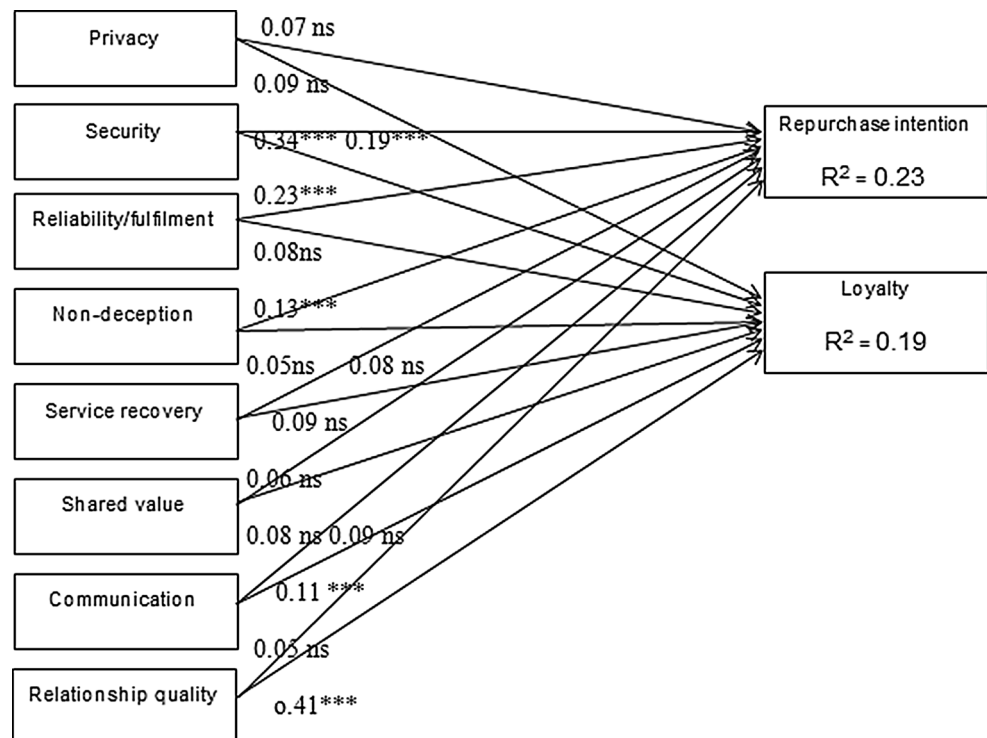 Privacy
0.07 ns
0.09 ns
Security
0.34*** 0.19***
Reliability/fulfilment
0.23***
0.08ns
Non-deception
0.13***
0.05ns 0.08 ns
Service recovery
0.09 ns
0.06 ns
Shared value
0.08 ns 0.09 ns
Communication
0.11 ***
0.05 ns
Relationship quality
o.41***
Repurchase intention
R² = 0.23
Loyalty
R² = 0.19